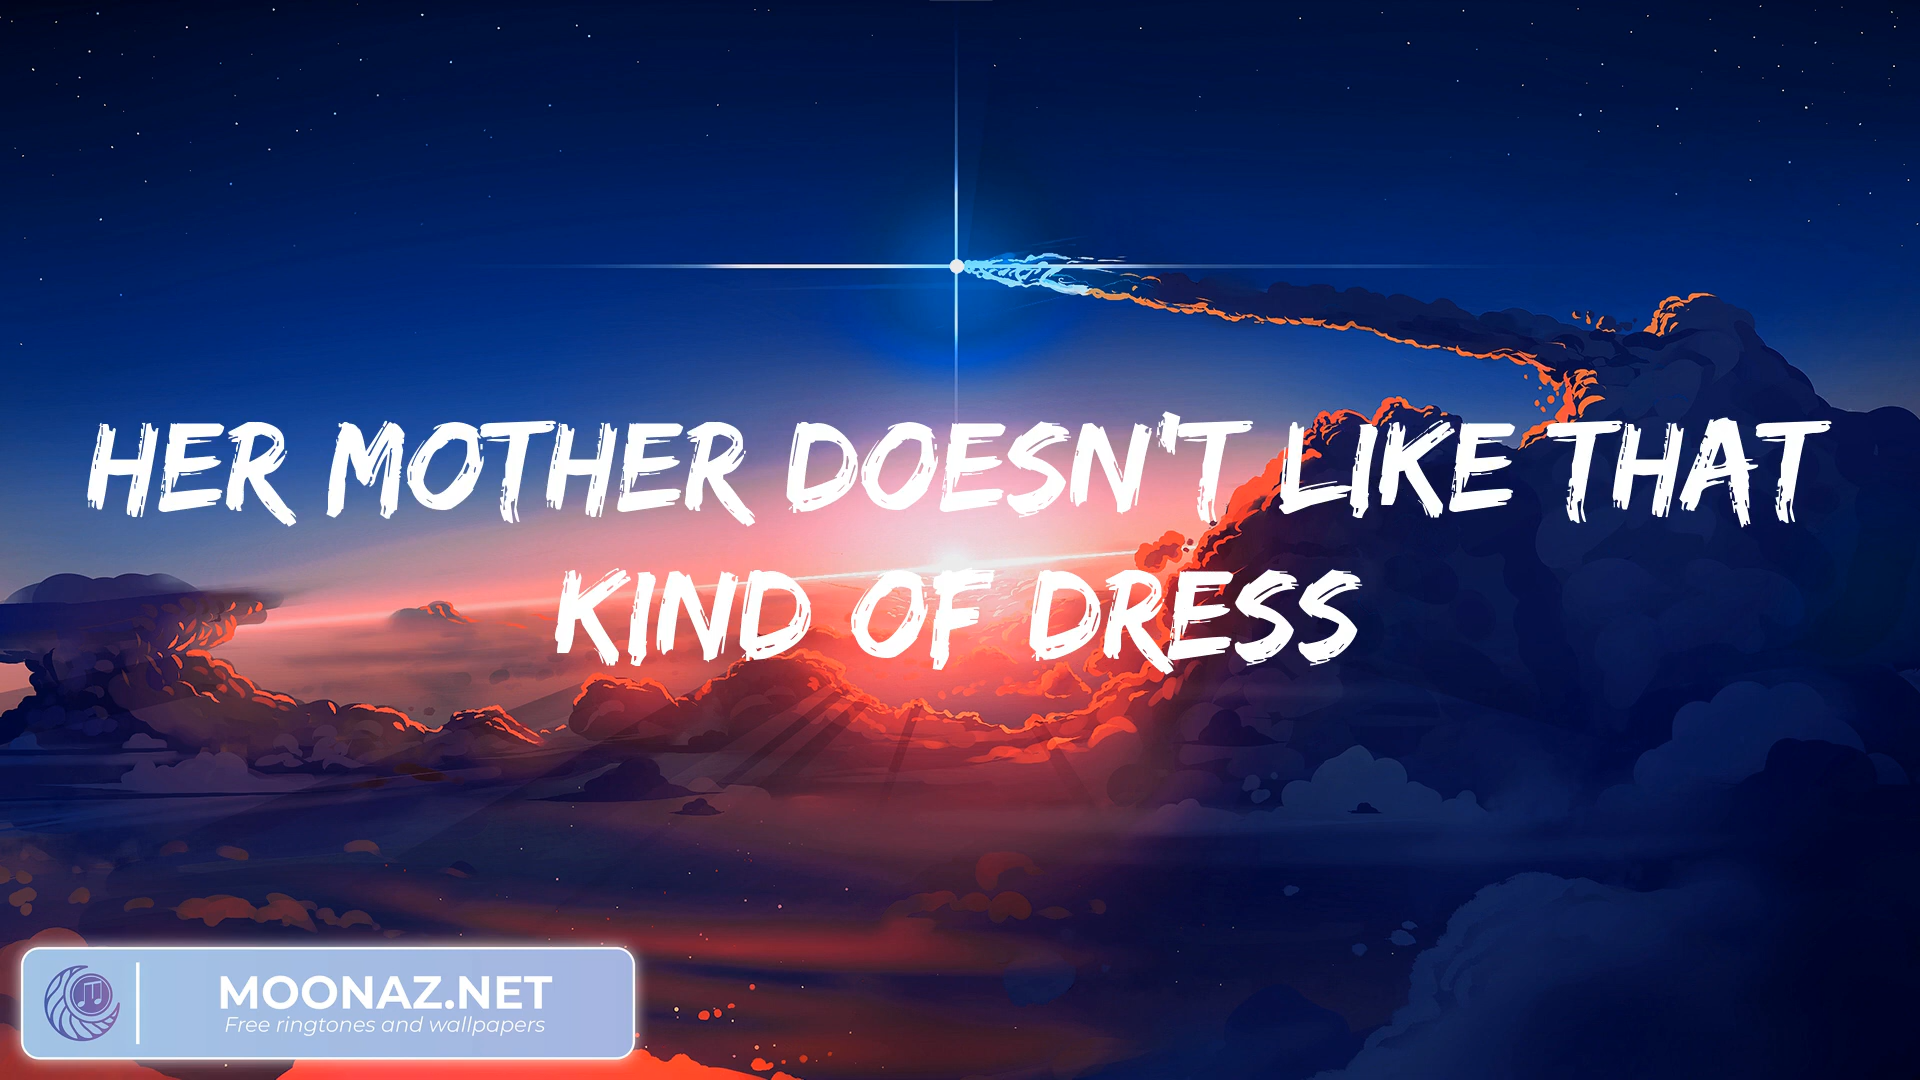 HER MOTHER DOESN'T LIKE THAT
KIND OF DRESS
MOONAZ.NET
Free ringtones and wallpapers